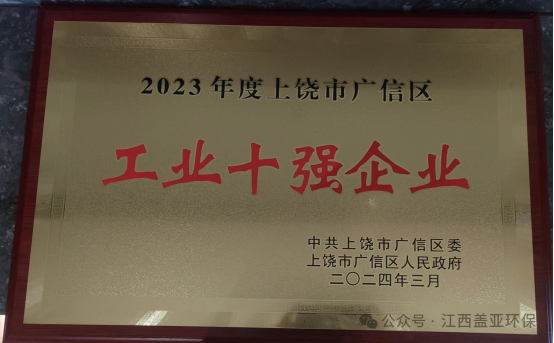 2023年度上饶市广信区
工业十强企业
中共上饶市广信区委
上饶市广信区人民政府
二〇二四年三月
公众号·江西盖亚环保